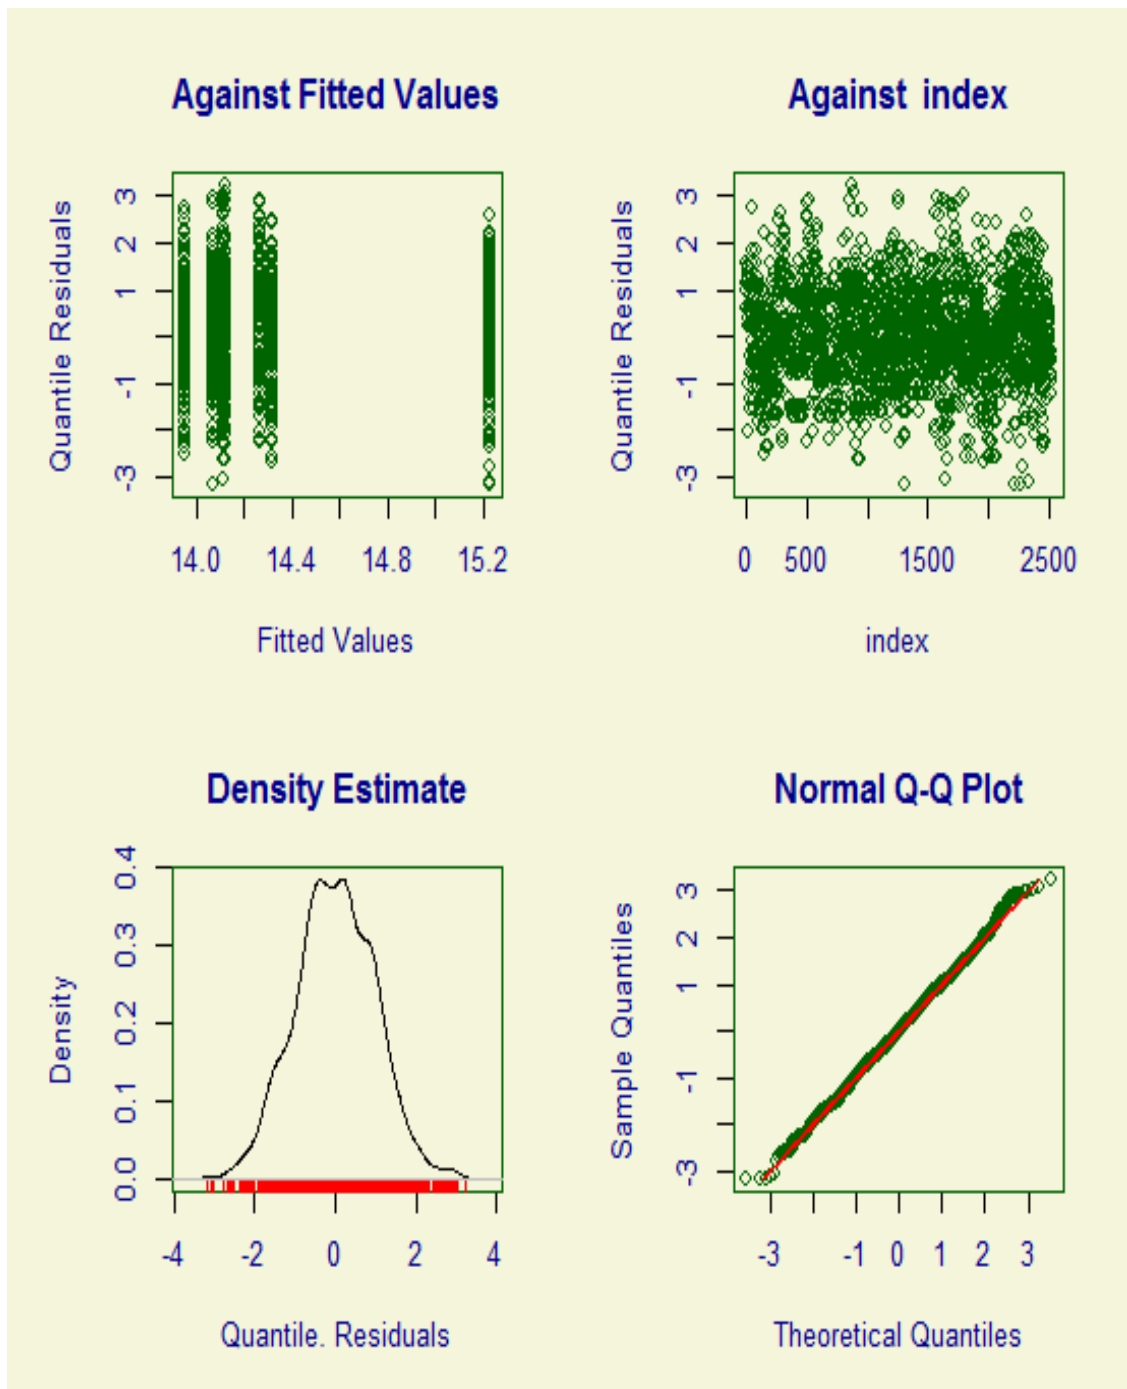 Against Fitted Values
Quantile Residuals
3
2
1
-1
-3
14.0 14.4 14.8 15.2
Fitted Values
Against index
Quantile Residuals
3
2
1
-1
-3
0 500 1500 2500
index
Density Estimate
Density
0.4
0.3
0.2
0.1
0.0
-4 -2 0 2 4
Quantile. Residuals
Normal Q-Q Plot
Sample Quantiles
3
2
1
-1
-3
-3 -1 0 1 2 3
Theoretical Quantiles